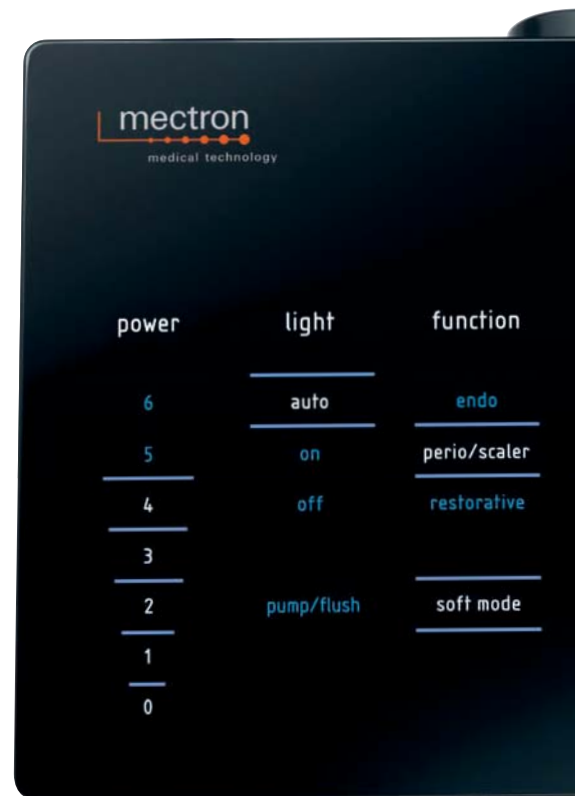 mectron
medical technology
power light function
6 auto endo
5 on perio/scaler
4 off restorative
3
2 pump/flush soft mode
1
0